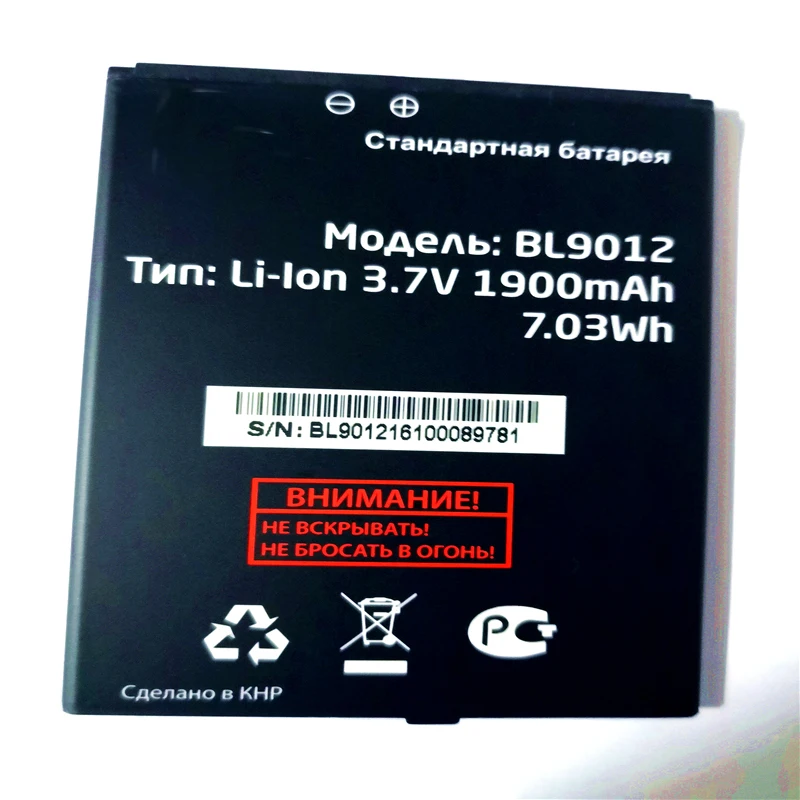 Стандартная батарея
Модель: BL9012
Тип: Li-Ion 3.7V 1900mAh
7.03Wh
S/N: BL901216100089781
ВНИМАНИЕ!
НЕ ВСКРЫВАТЬ!
НЕ БРОСАТЬ В ОГОНЬ!
Сделано в КНР